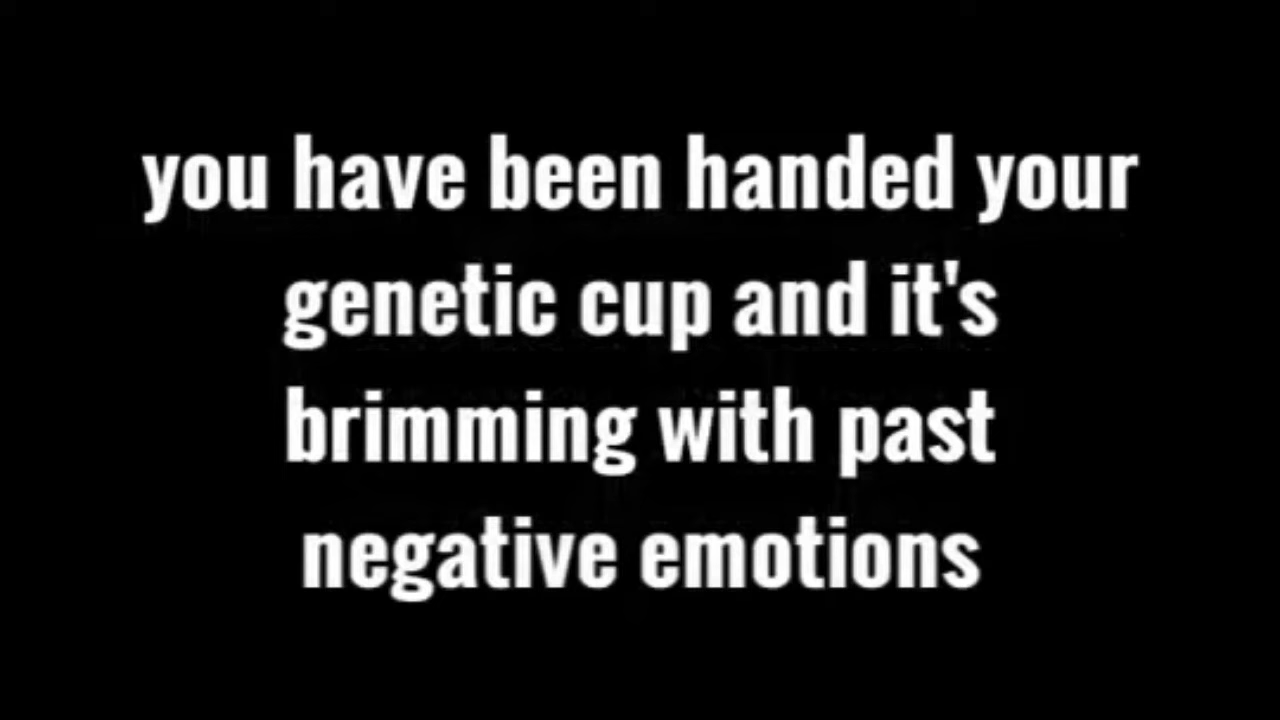 you have been handed your
genetic cup and it's
brimming with past
negative emotions